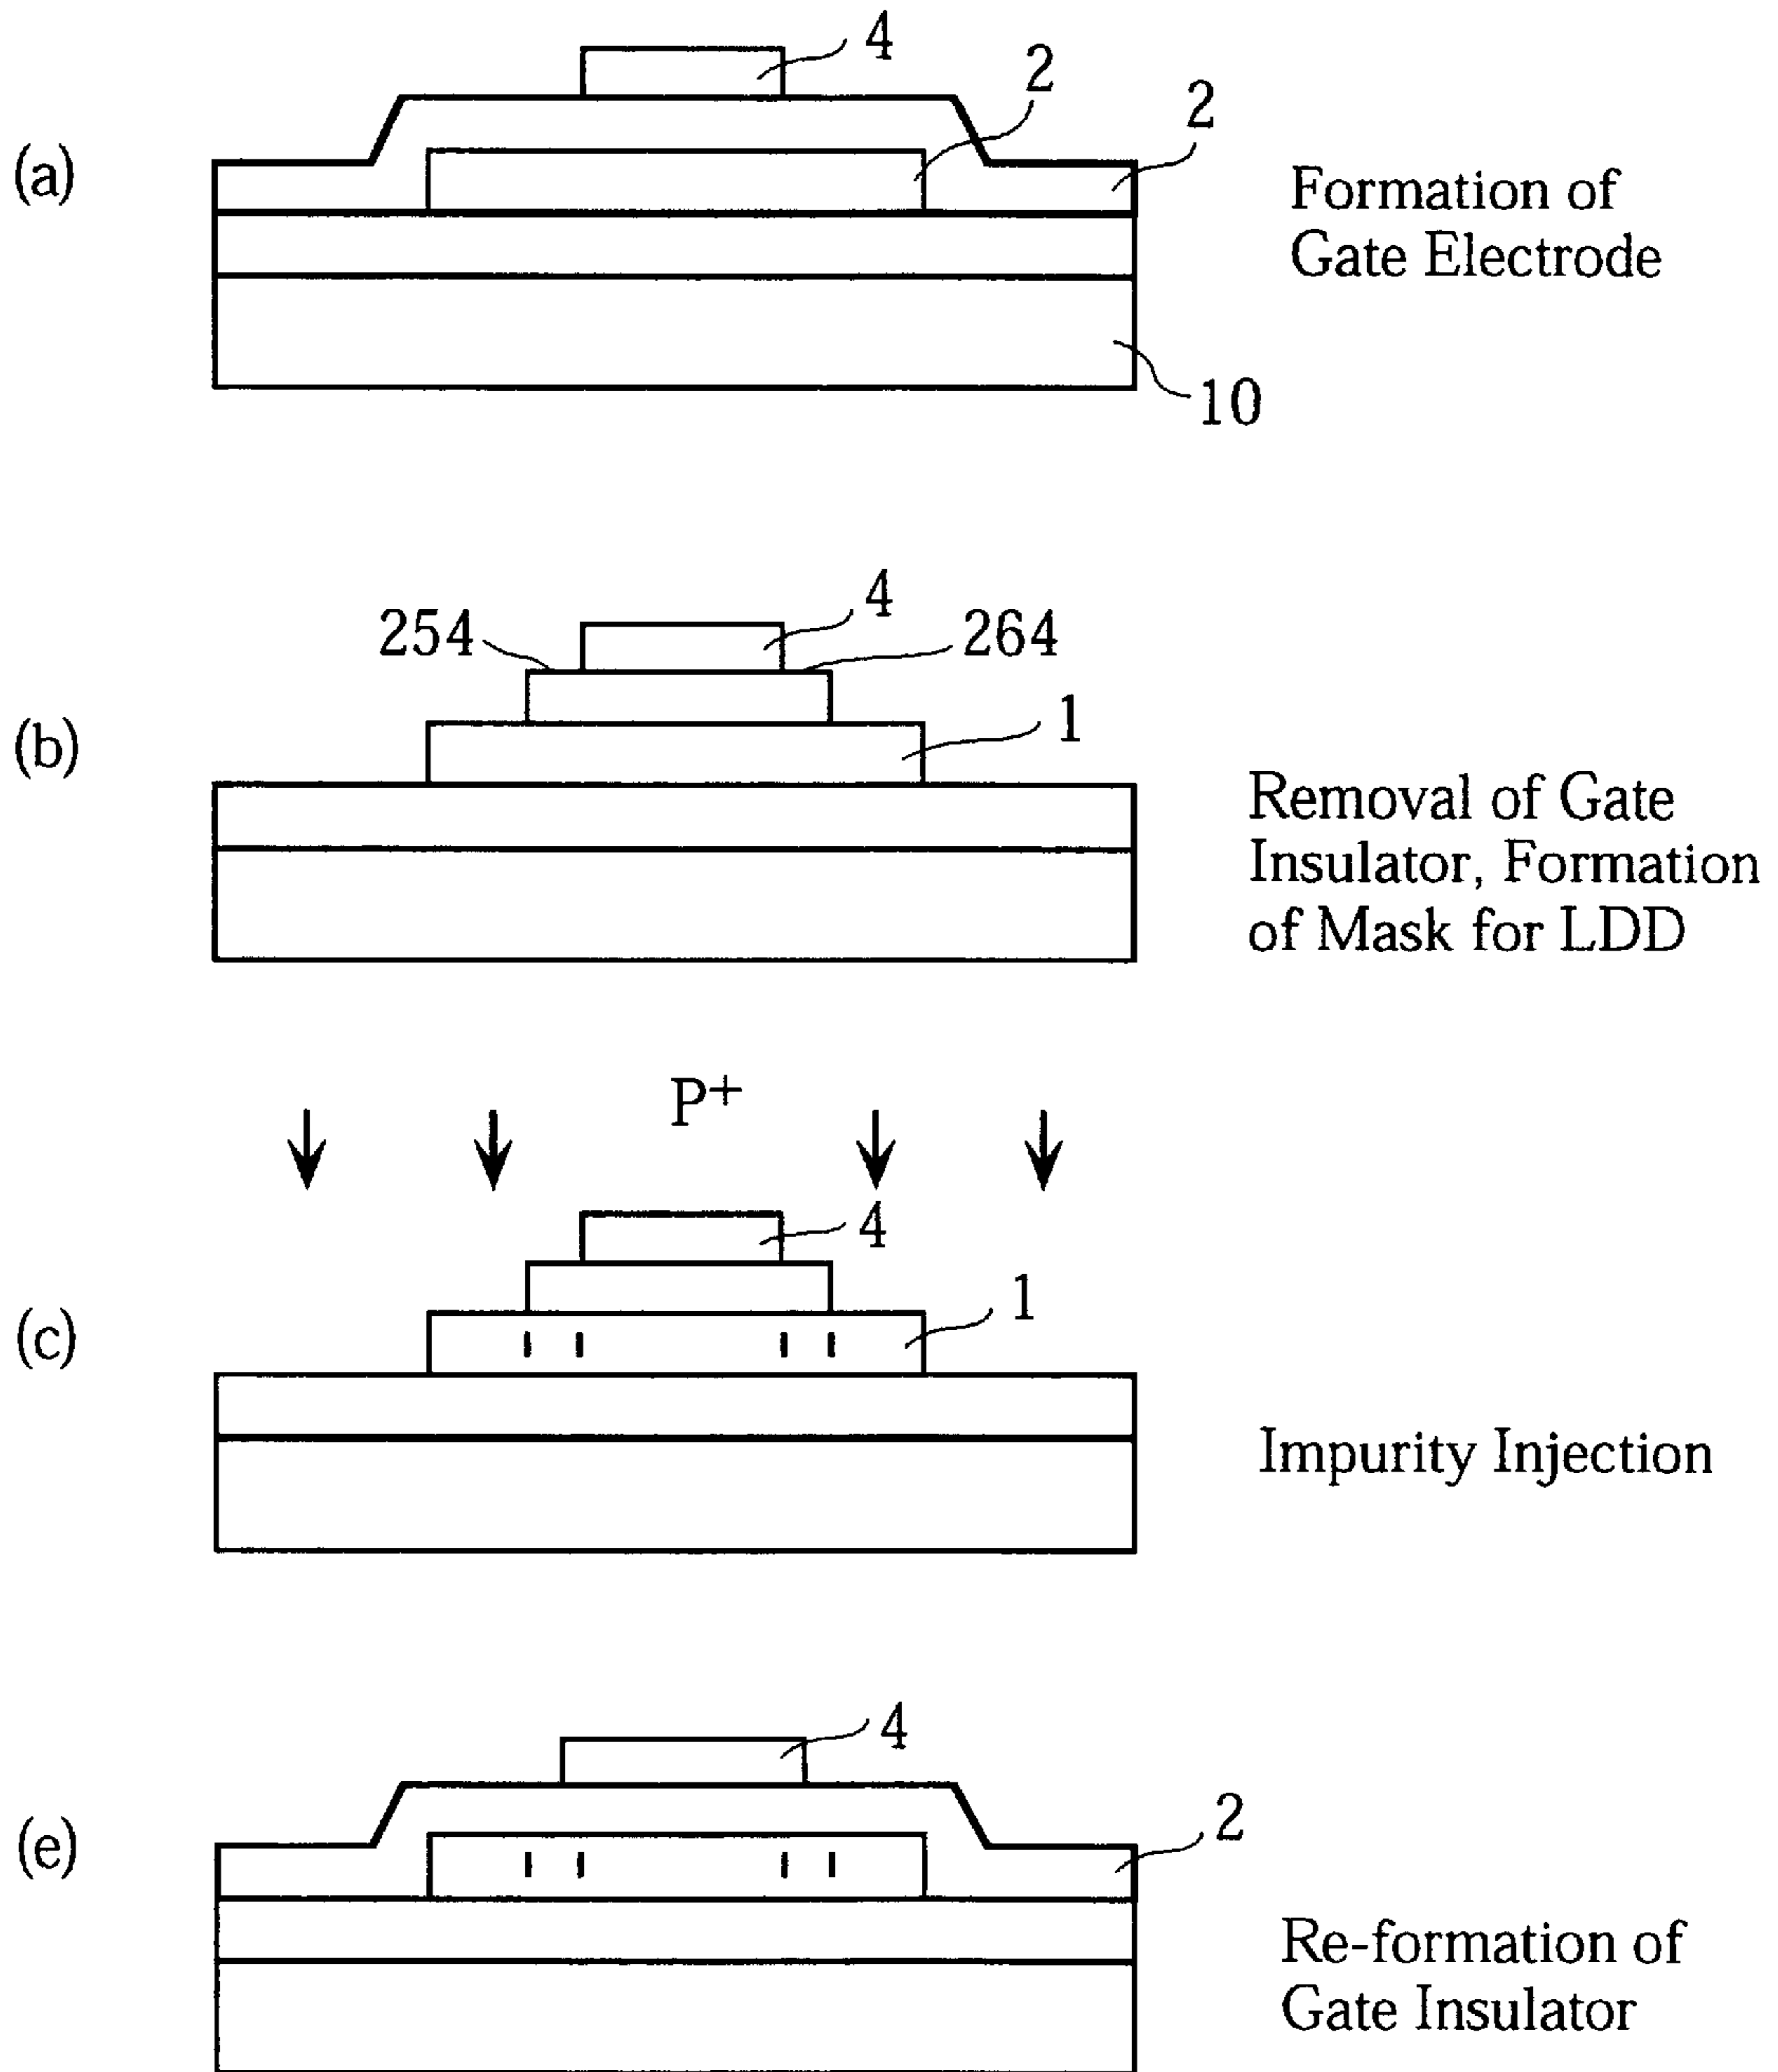 4
2
2
(a)
Formation of
Gate Electrode
10
4
254
264
1
(b)
Removal of Gate
Insulator, Formation
of Mask for LDD
P+
4
1
(c)
Impurity Injection
4
2
(e)
Re-formation of
Gate Insulator